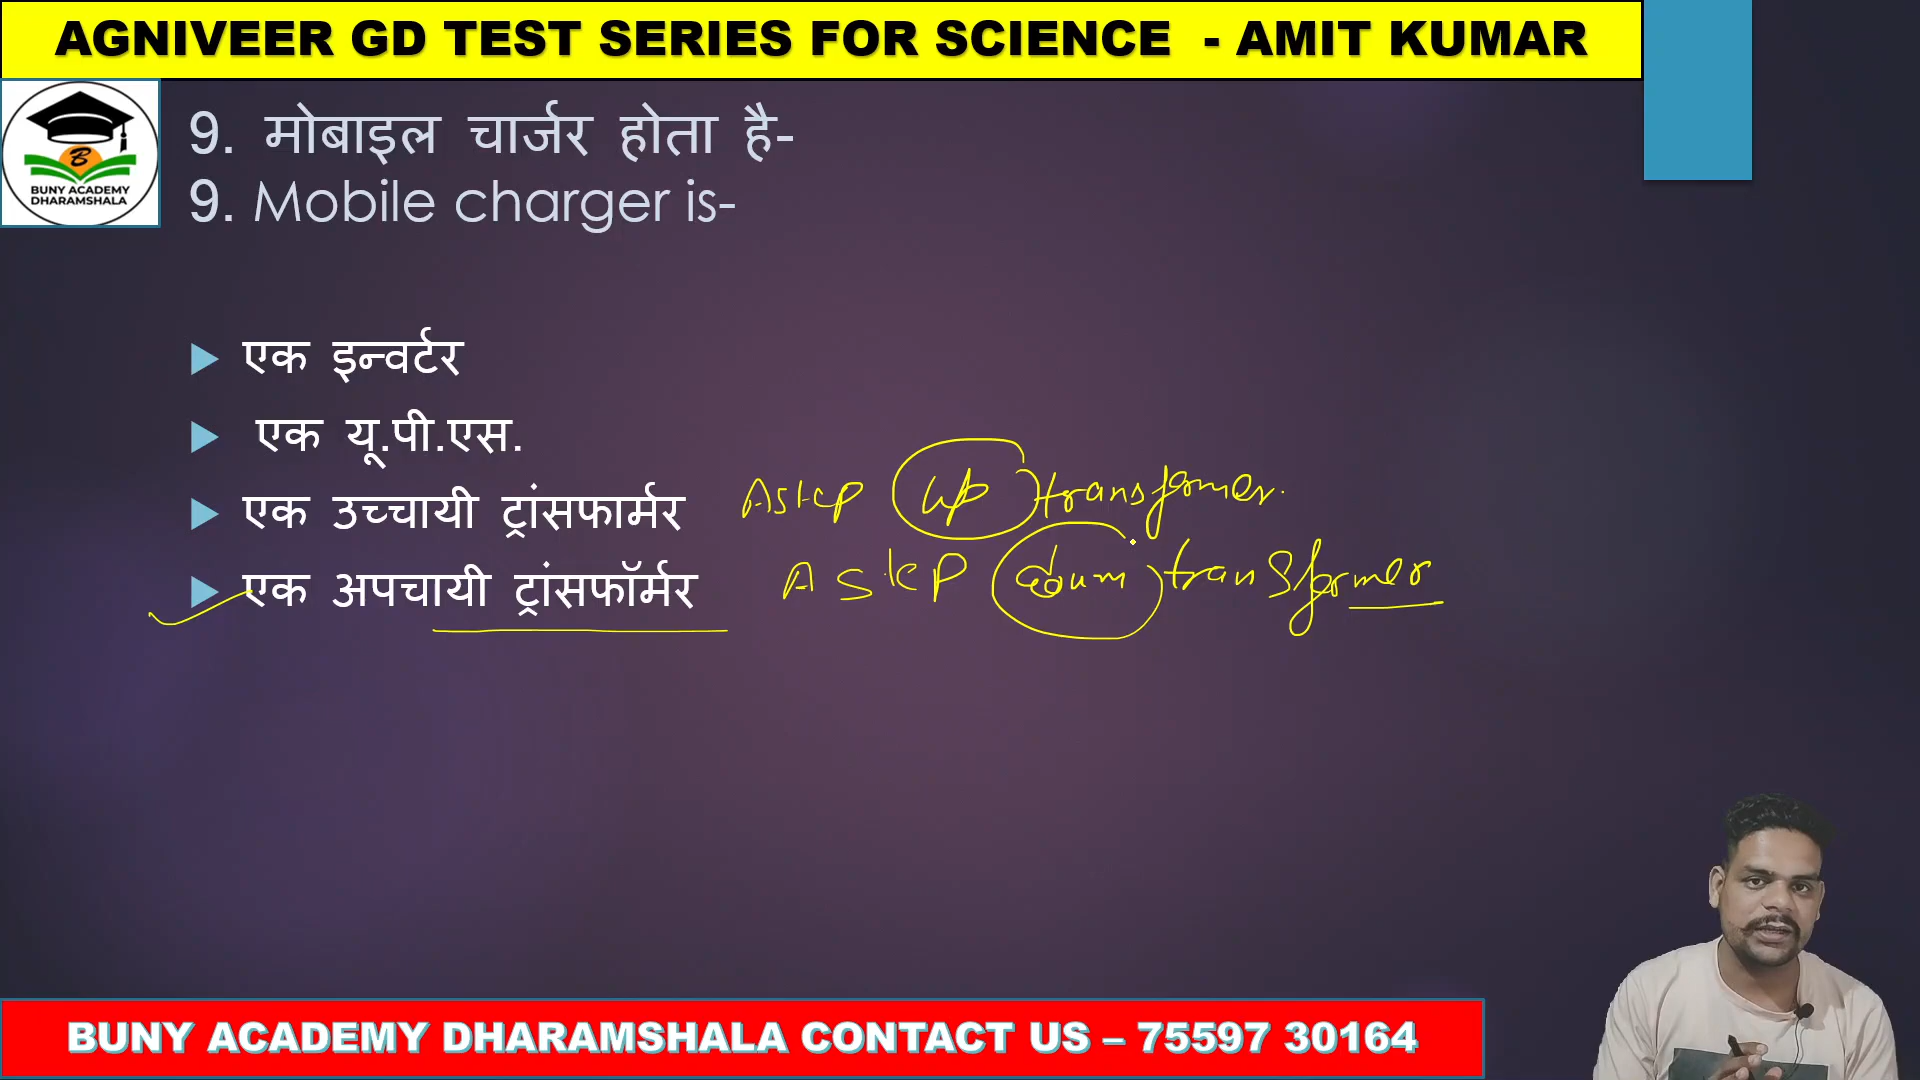 AGNIVEER GD TEST SERIES FOR SCIENCE - AMIT KUMAR
B
BUNY ACADEMY
DHARAMSHALA
9. मोबाइल चार्जर होता है-
9. Mobile charger is-
एक इन्वर्टर
एक यू.पी.एस.
एक उच्चायी ट्रांसफार्मर A step up transformer.
एक अपचायी ट्रांसफॉर्मर A step down transformer
BUNY ACADEMY DHARAMSHALA CONTACT US – 75597 30164